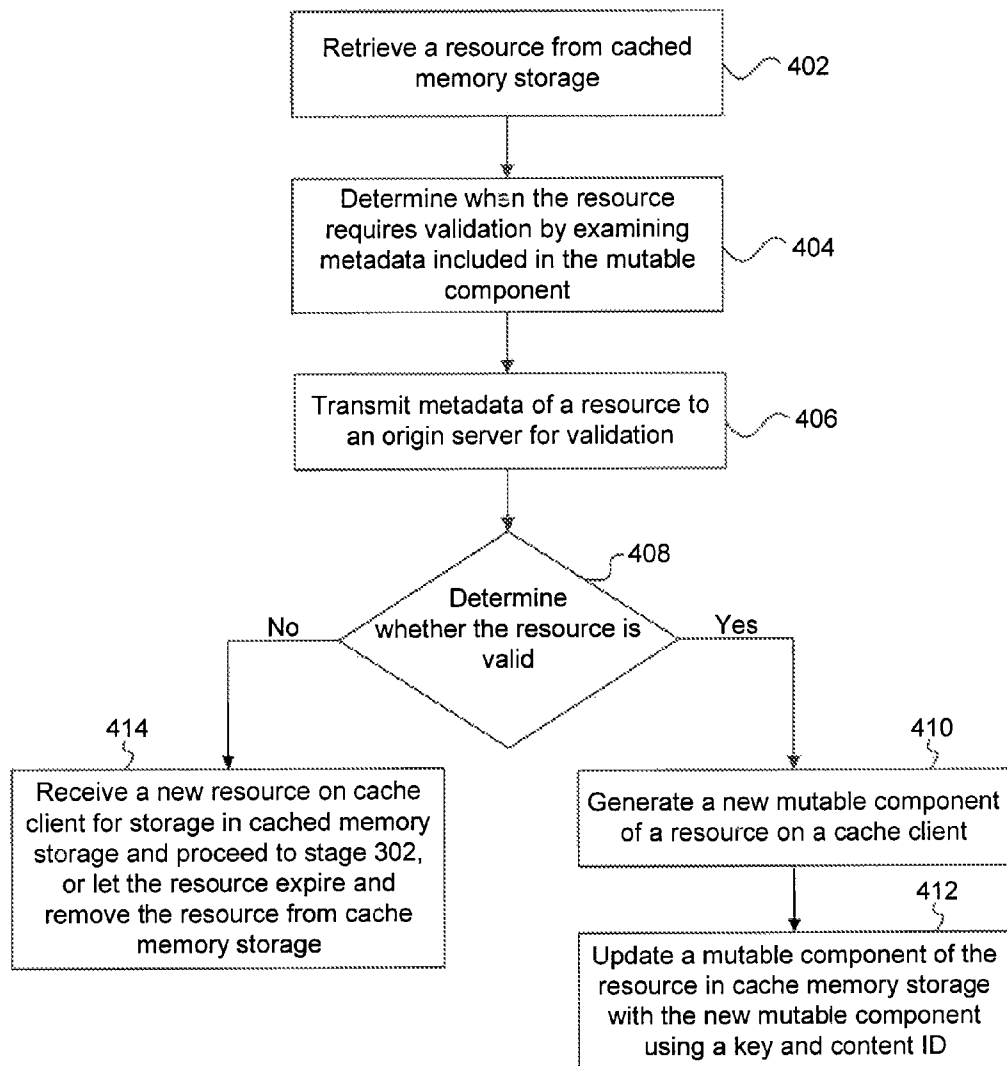 Retrieve a resource from cached
memory storage
402
Determine when the resource
requires validation by examining
metadata included in the mutable
component
404
Transmit metadata of a resource to
an origin server for validation
406
408
Determine
whether the resource is
valid
No
Yes
414
Receive a new resource on cache
client for storage in cached memory
storage and proceed to stage 302,
or let the resource expire and
remove the resource from cache
memory storage
410
Generate a new mutable component
of a resource on a cache client
412
Update a mutable component of the
resource in cache memory storage
with the new mutable component
using a key and content ID